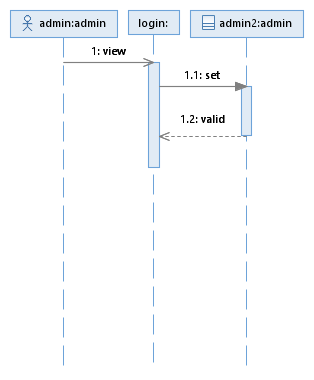 admin:admin
login:
admin2:admin
1: view
1.1: set
1.2: valid